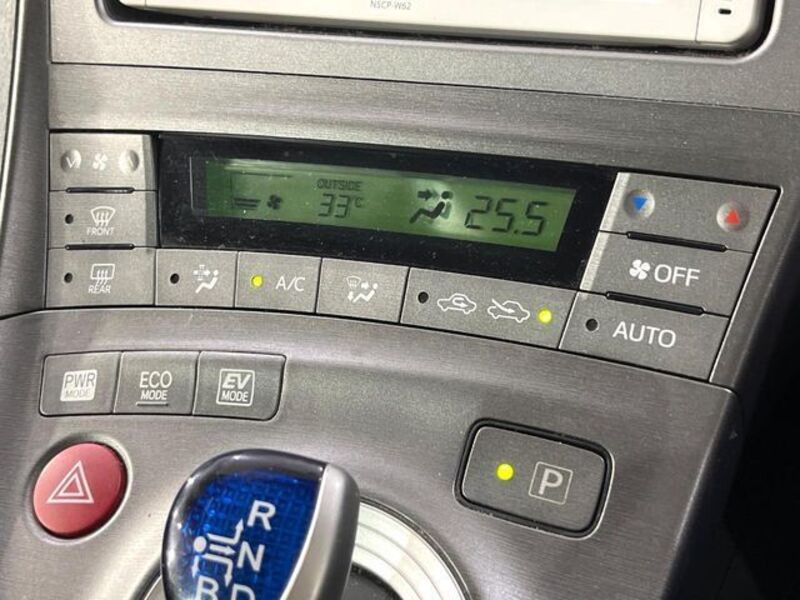 NSCP-W62
OUTSIDE
33°C
25.5
FRONT
REAR
A/C
OFF
AUTO
PWR
MODE
ECO
MODE
EV
MODE
P
R
N
B D